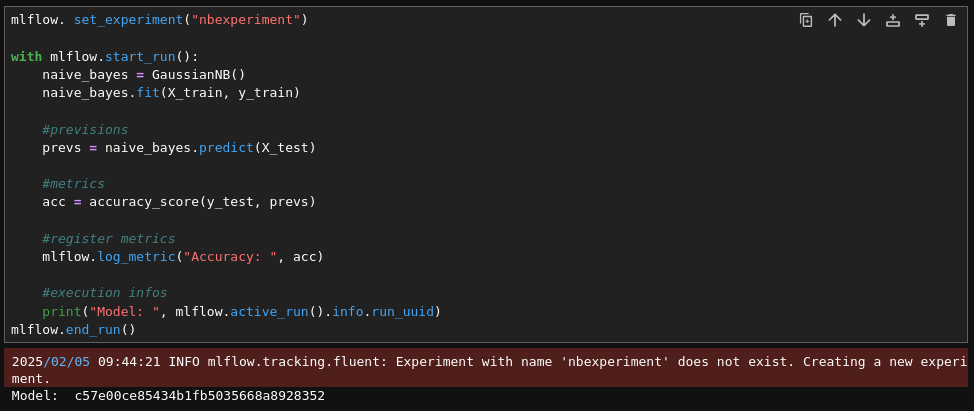 mlflow. set_experiment("nbexperiment")

with mlflow.start_run():
    naive_bayes = GaussianNB()
    naive_bayes.fit(X_train, y_train)

    #previsions
    prevs = naive_bayes.predict(X_test)

    #metrics
    acc = accuracy_score(y_test, prevs)

    #register metrics
    mlflow.log_metric("Accuracy: ", acc)

    #execution infos
    print("Model: ", mlflow.active_run().info.run_uuid)
mlflow.end_run()
2025/02/05 09:44:21 INFO mlflow.tracking.fluent: Experiment with name 'nbexperiment' does not exist. Creating a new experi
ment.
Model:  c57e00ce85434b1fb5035668a8928352